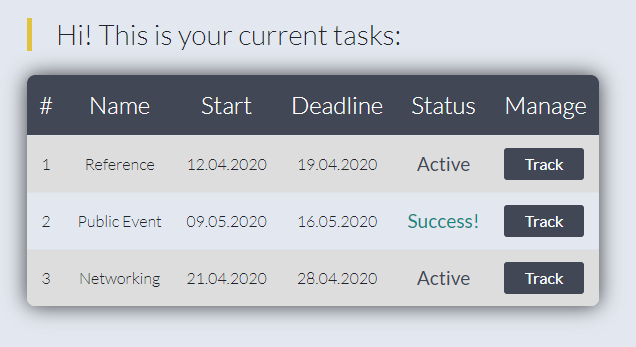 Hi! This is your current tasks:
# Name Start Deadline Status Manage
1 Reference 12.04.2020 19.04.2020 Active Track
2 Public Event 09.05.2020 16.05.2020 Success! Track
3 Networking 21.04.2020 28.04.2020 Active Track